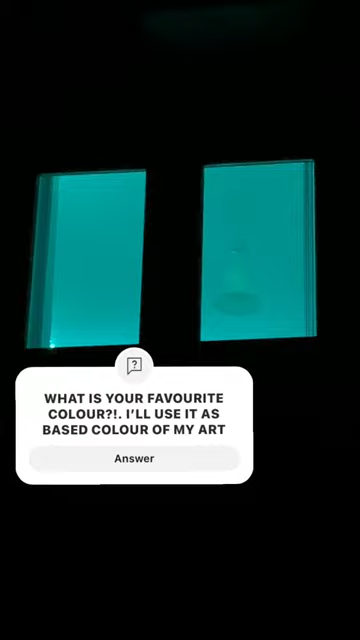 WHAT IS YOUR FAVOURITE
COLOUR?!. I’LL USE IT AS
BASED COLOUR OF MY ART
Answer